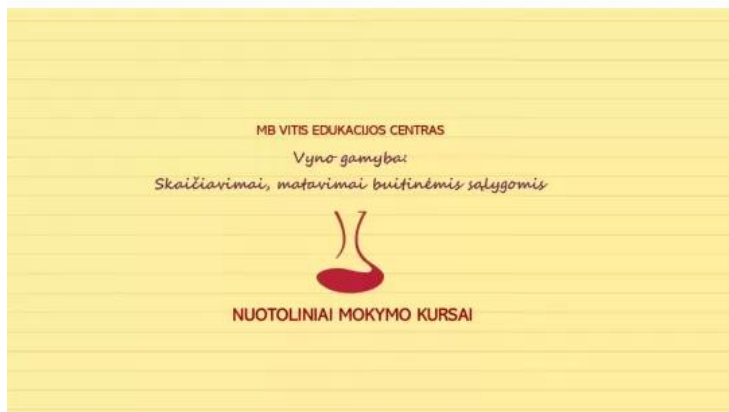 MB VITIS EDUKACIJOS CENTRAS
Vyno gamyba:
Skaičiavimai, matavimai buitinėmis sąlygomis
NUOTOLINIAI MOKYMO KURSAI